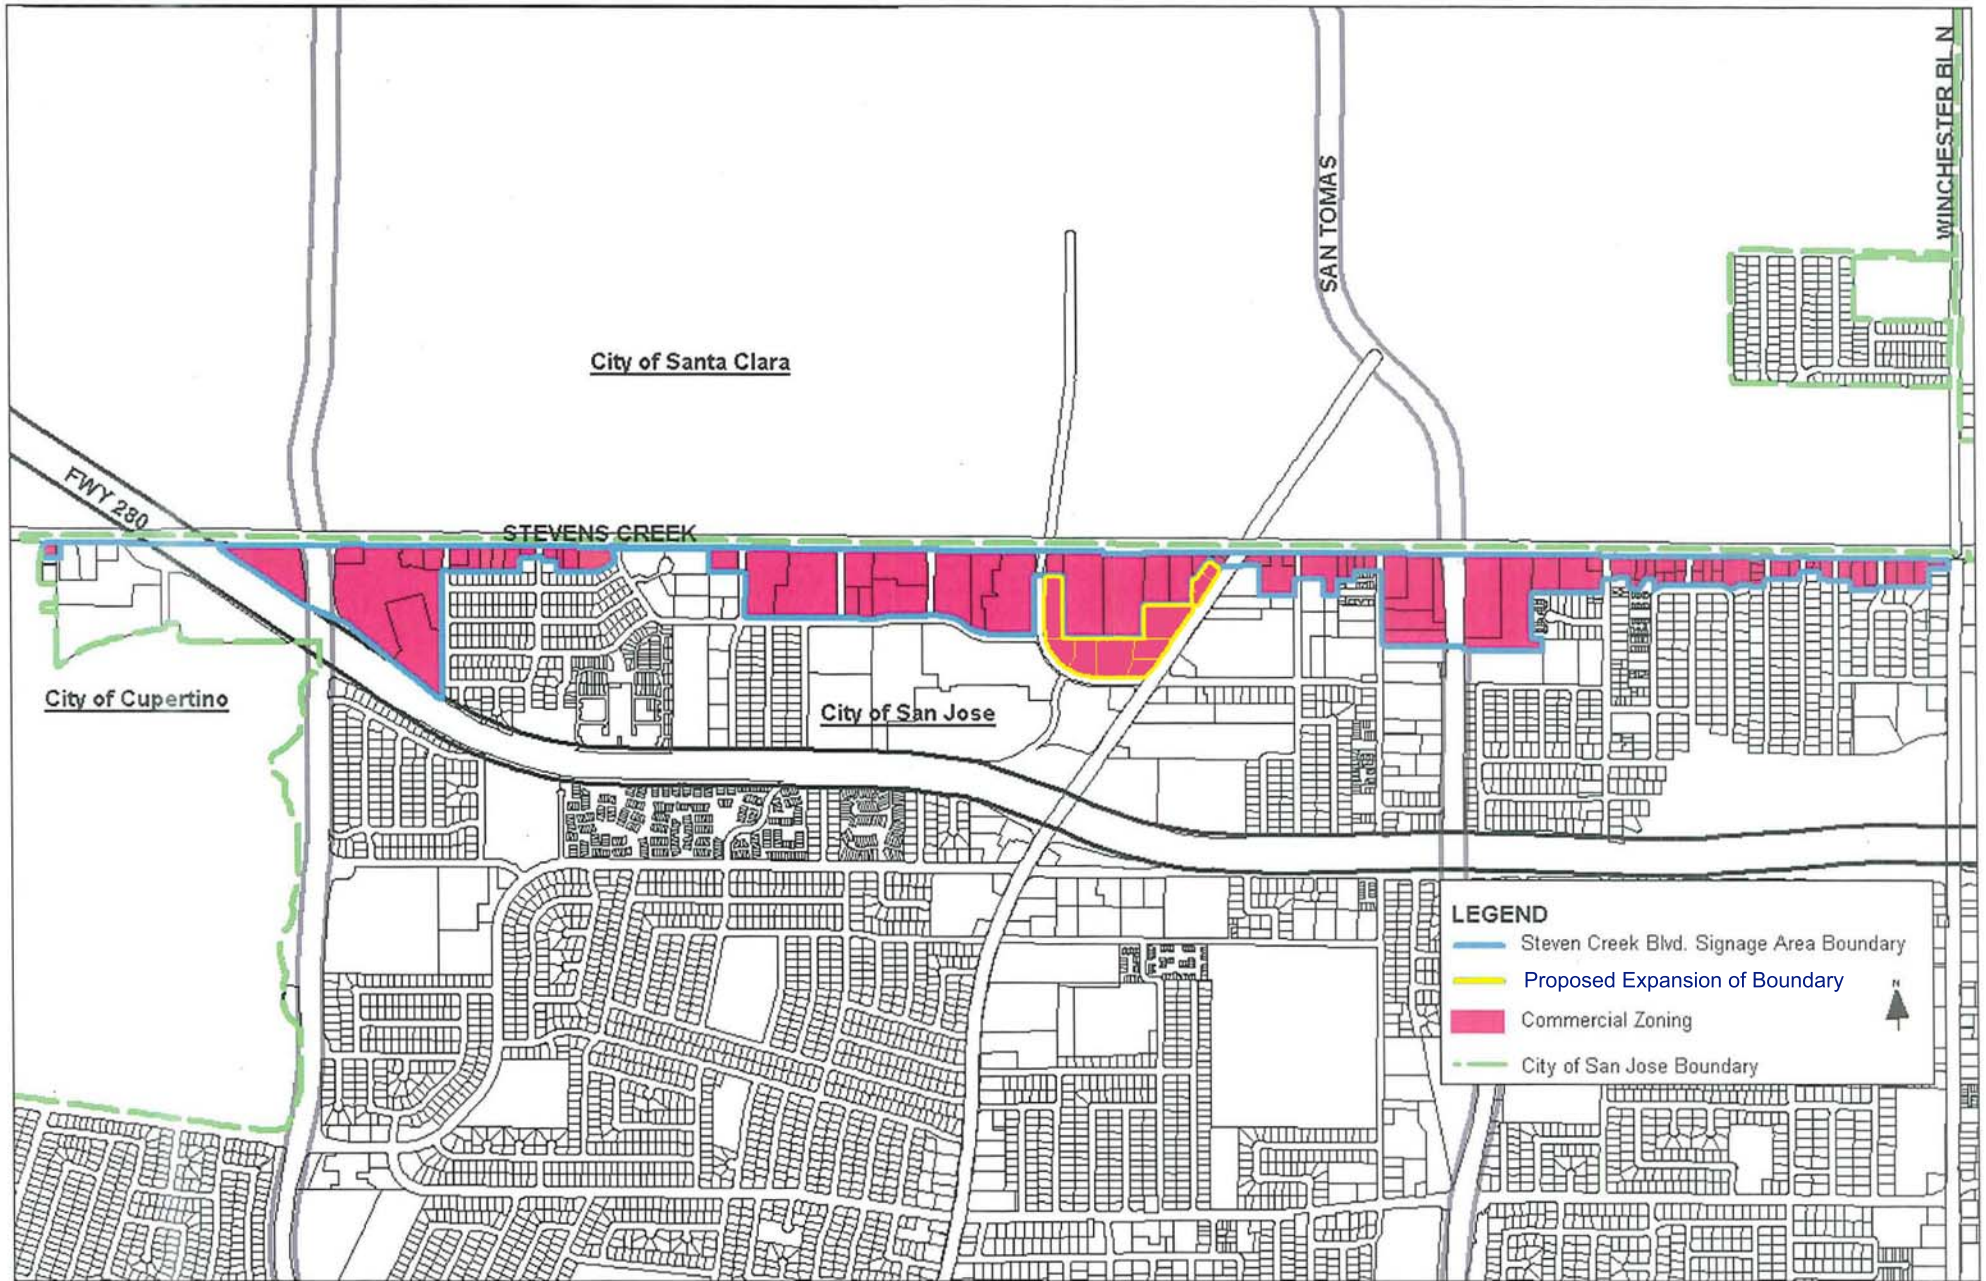 WINCHESTER BL N
SAN TOMAS
City of Santa Clara
FWY 280
STEVENS CREEK
City of Cupertino
City of San Jose
LEGEND
Steven Creek Blvd. Signage Area Boundary
Proposed Expansion of Boundary
N
Commercial Zoning
City of San Jose Boundary